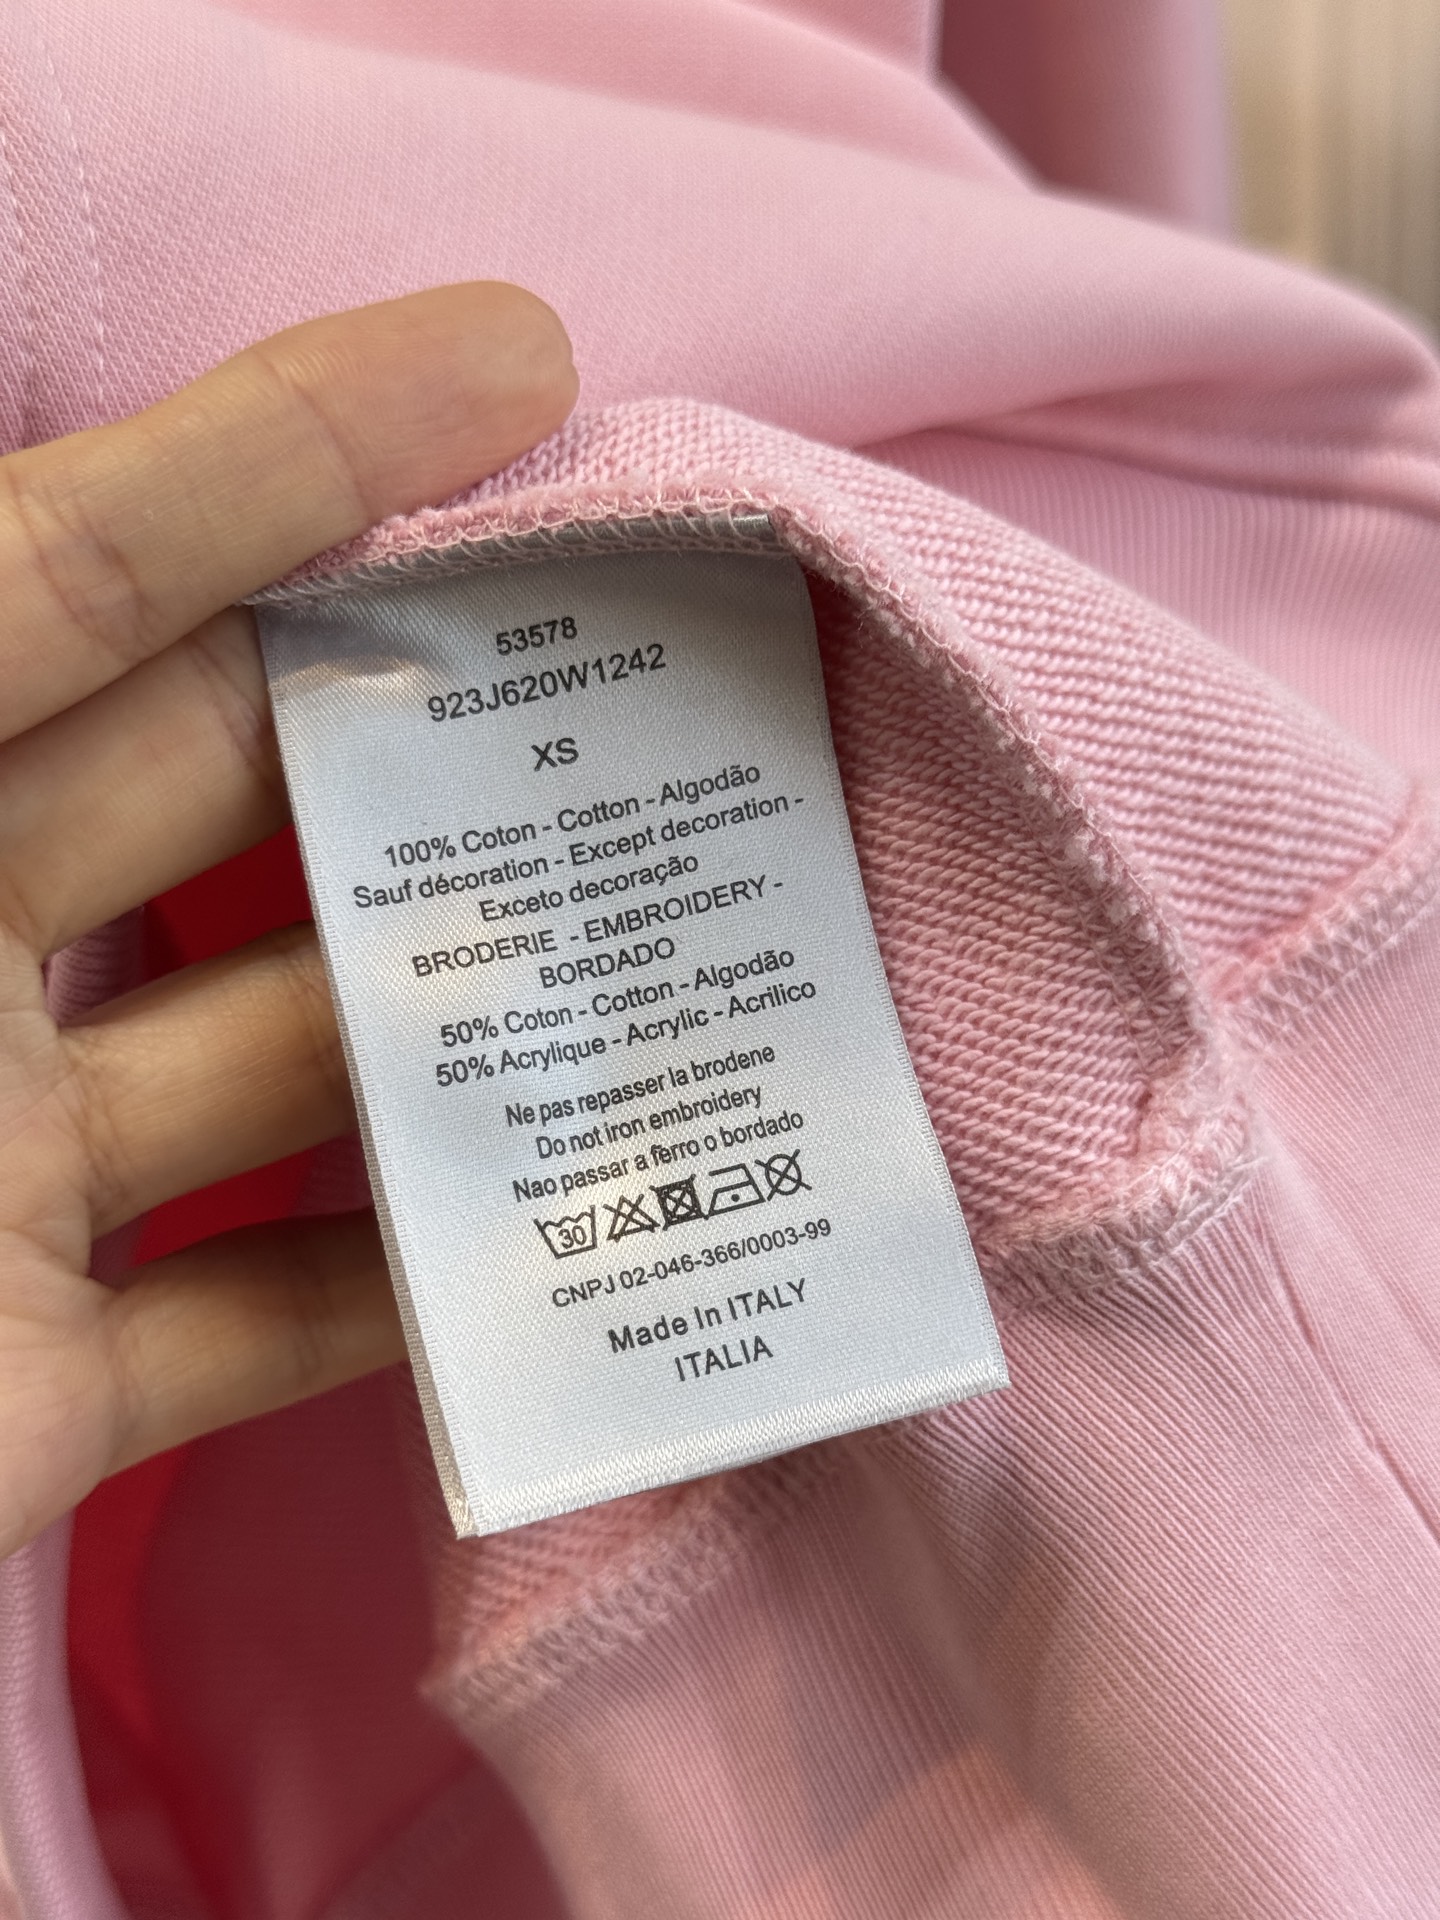 53578
923J620W1242
XS
100% Coton - Cotton - Algodão
Sauf décoration - Except decoration -
Exceto decoração
BRODERIE - EMBROIDERY -
BORDADO
50% Coton - Cotton - Algodão
50% Acrylique - Acrylic - Acrilico
Ne pas repasser la brodene
Do not iron embroidery
Nao passar a ferro o bordado
30
CNPJ 02-046-366/0003-99
Made In ITALY
ITALIA